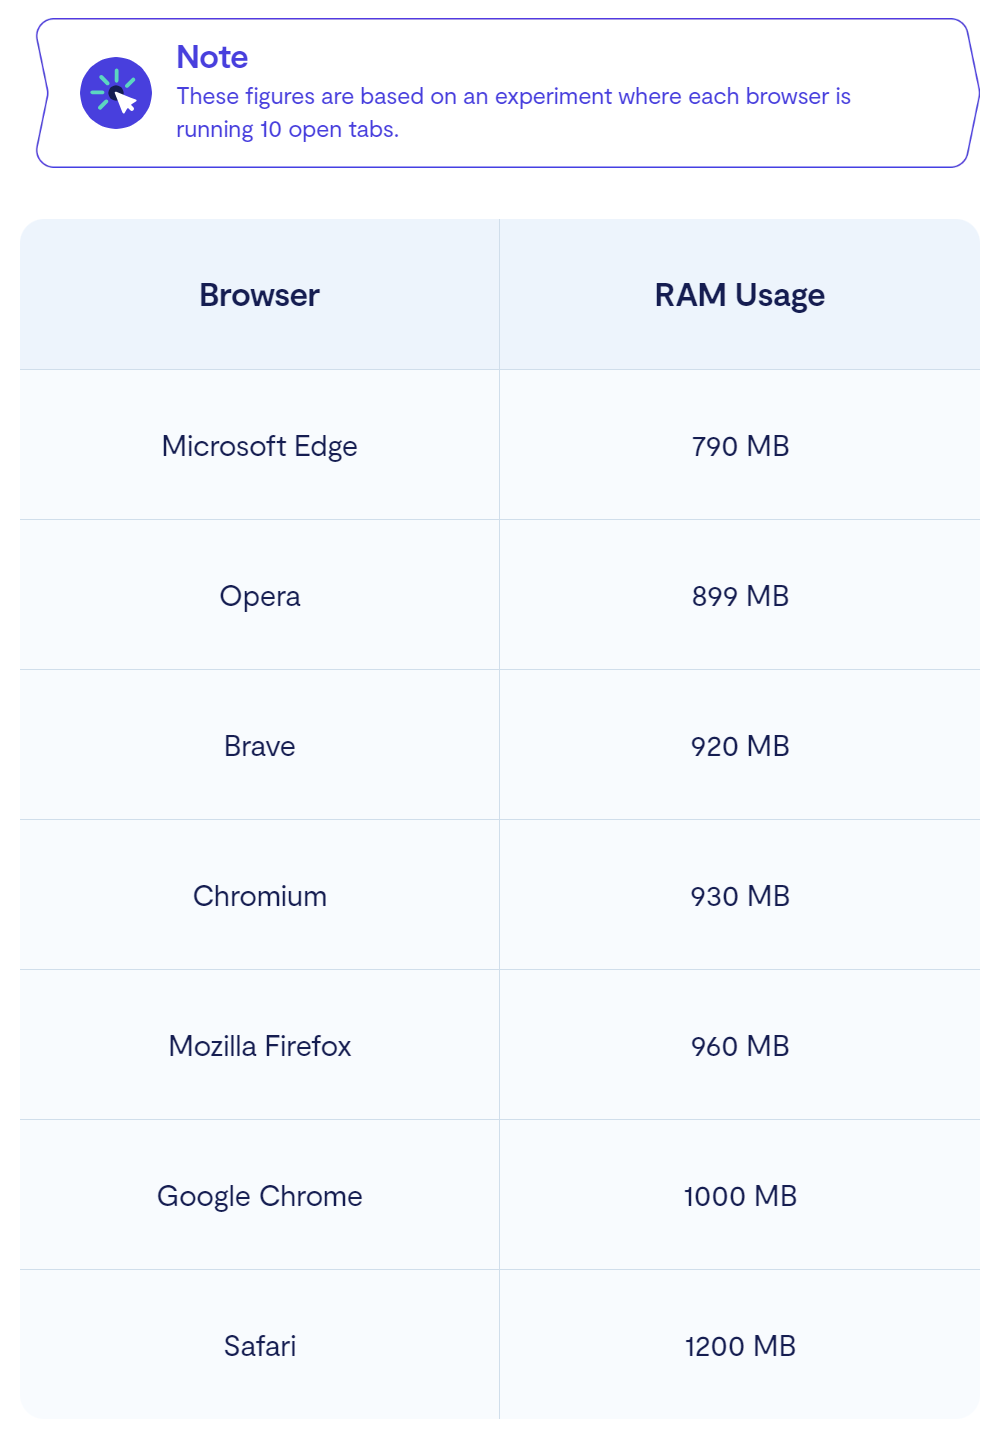 Note
These figures are based on an experiment where each browser is
running 10 open tabs.
Browser RAM Usage
Microsoft Edge 790 MB
Opera 899 MB
Brave 920 MB
Chromium 930 MB
Mozilla Firefox 960 MB
Google Chrome 1000 MB
Safari 1200 MB